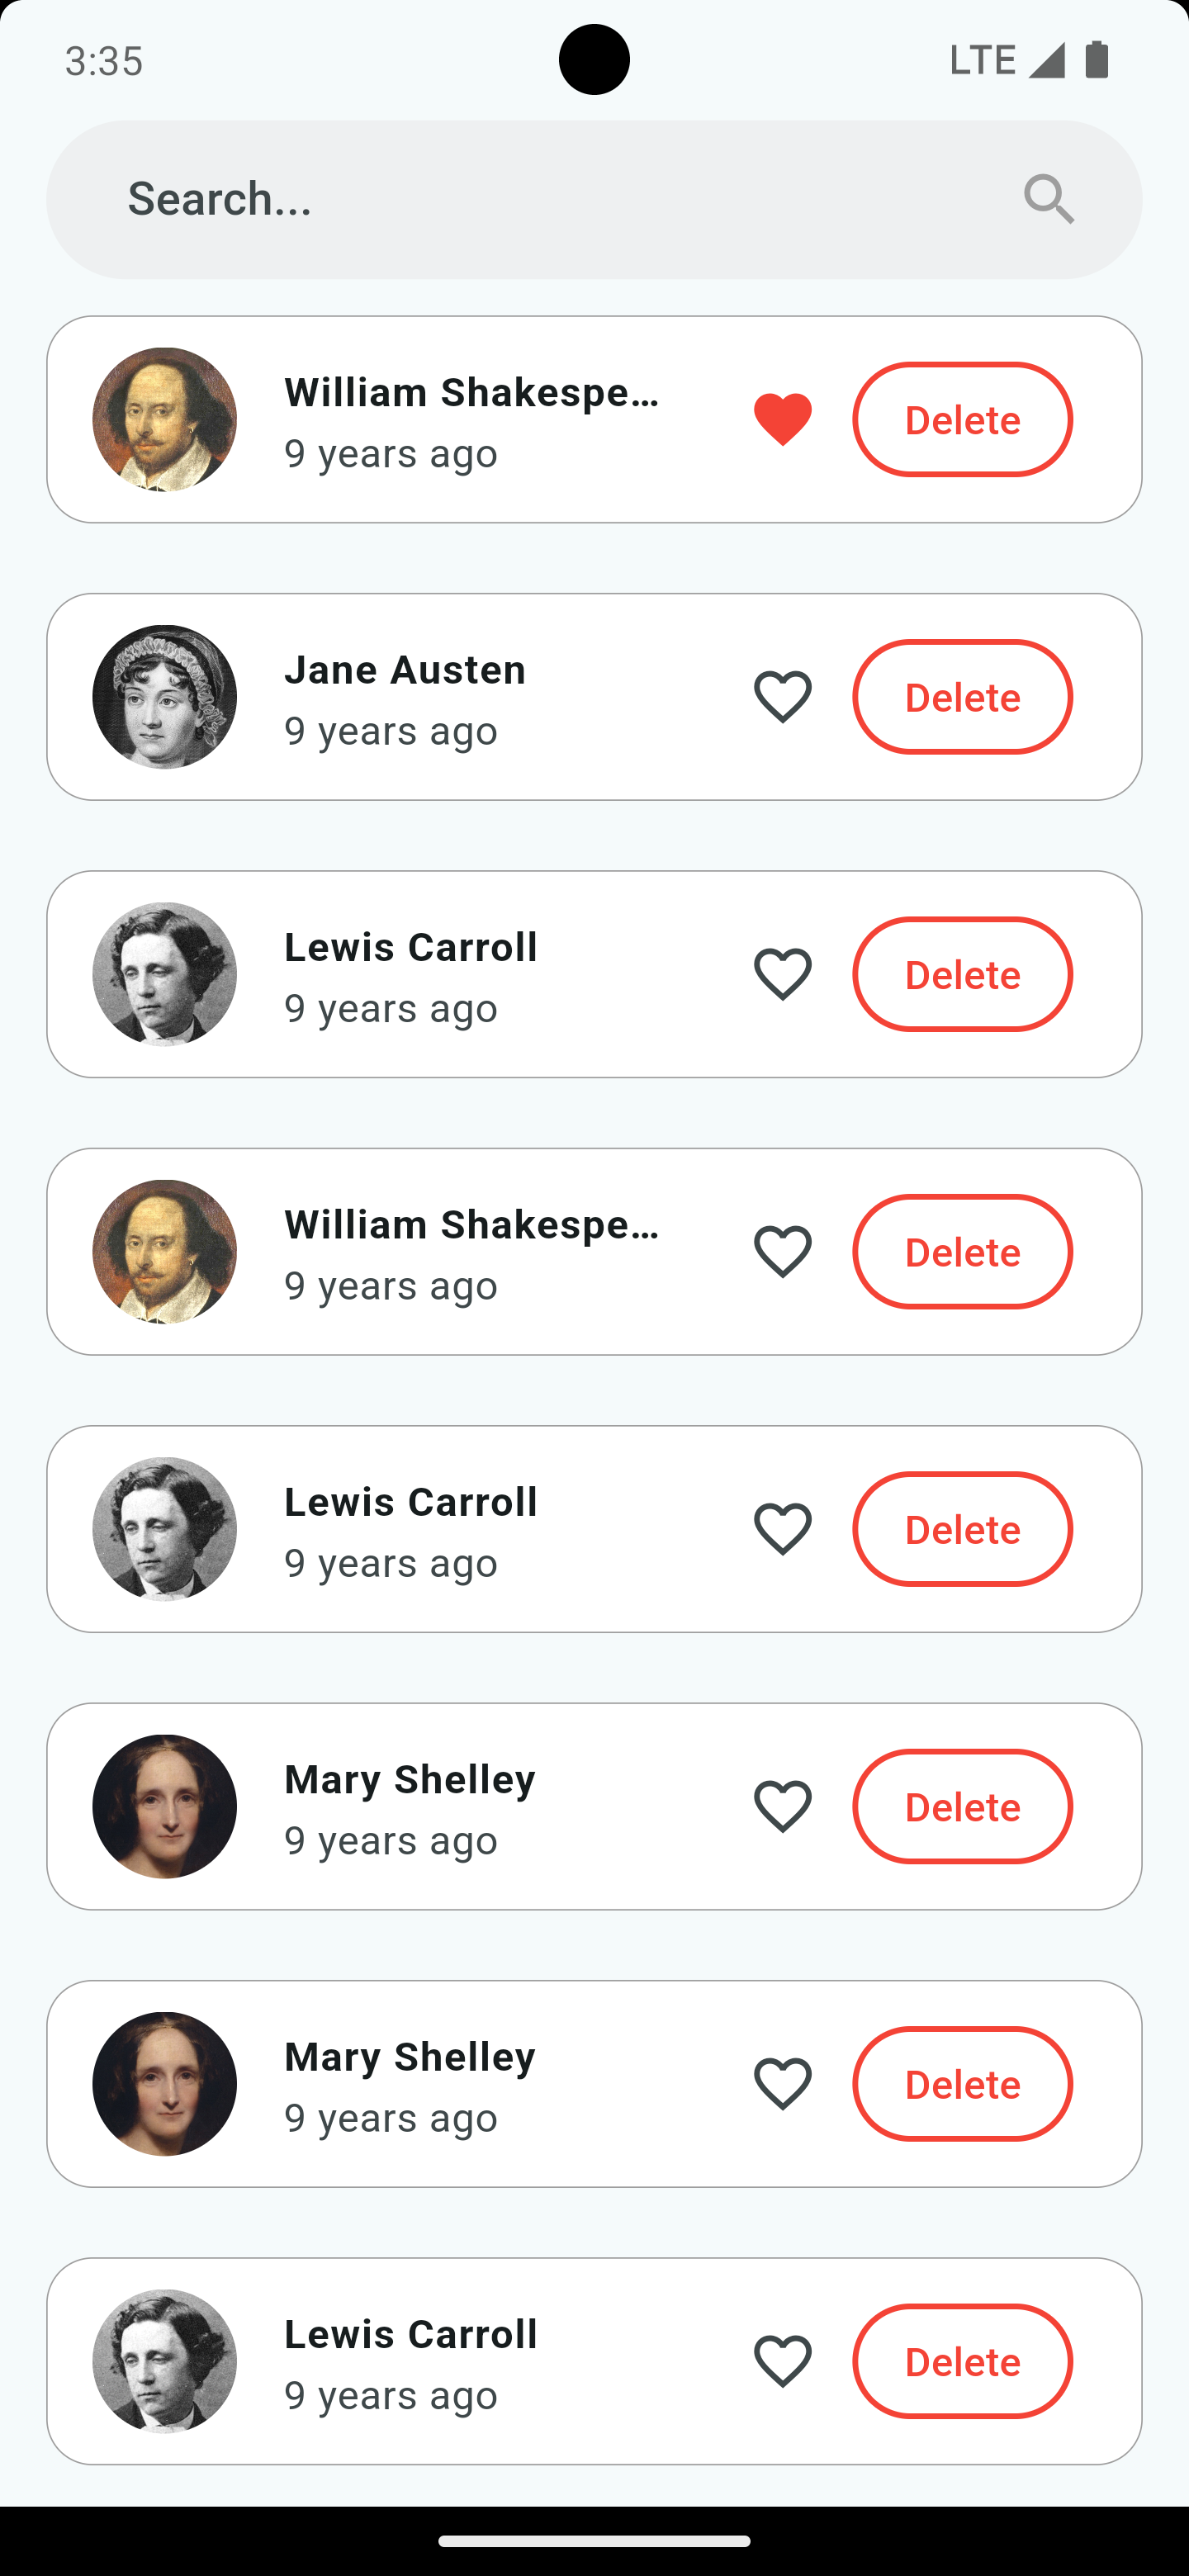 3:35 LTE
Search...
William Shakespe...
9 years ago
Delete
Jane Austen
9 years ago
Delete
Lewis Carroll
9 years ago
Delete
William Shakespe...
9 years ago
Delete
Lewis Carroll
9 years ago
Delete
Mary Shelley
9 years ago
Delete
Mary Shelley
9 years ago
Delete
Lewis Carroll
9 years ago
Delete